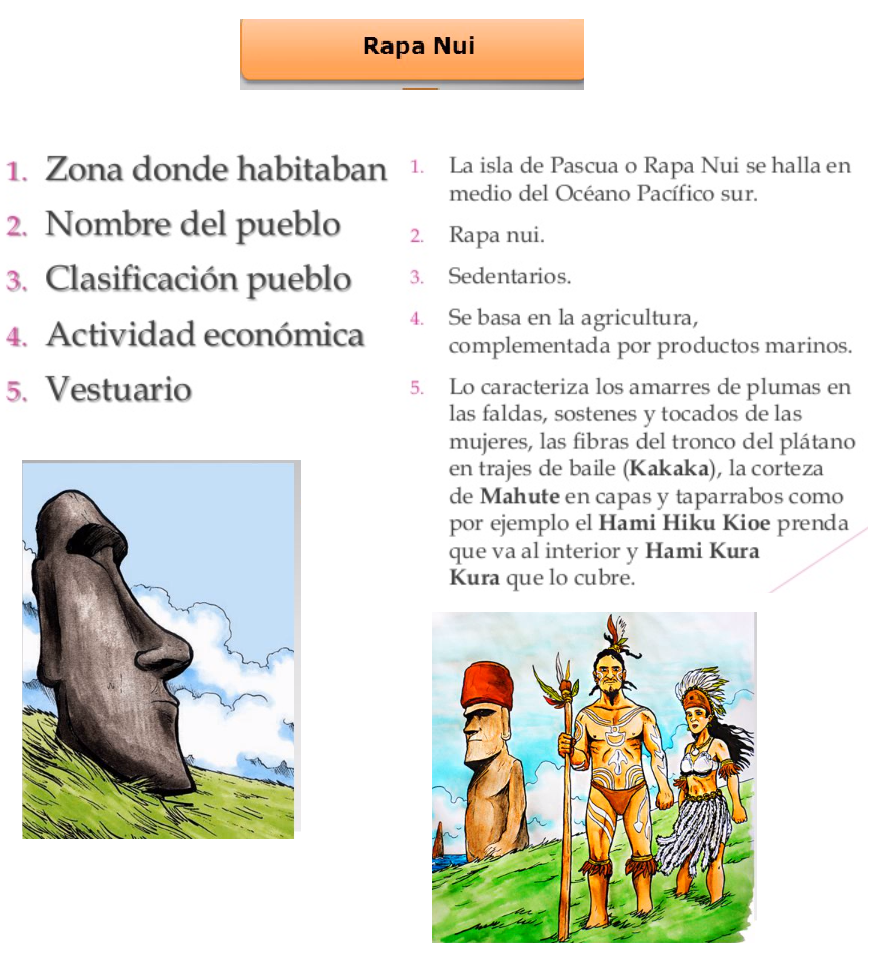 Rapa Nui
1. Zona donde habitaban
2. Nombre del pueblo
3. Clasificación pueblo
4. Actividad económica
5. Vestuario
1. La isla de Pascua o Rapa Nui se halla en
medio del Océano Pacífico sur.
2. Rapa nui.
3. Sedentarios.
4. Se basa en la agricultura,
complementada por productos marinos.
5. Lo caracteriza los amarres de plumas en
las faldas, sostenes y tocados de las
mujeres, las fibras del tronco del plátano
en trajes de baile (Kakaka), la corteza
de Mahute en capas y taparrabos como
por ejemplo el Hami Hiku Kioe prenda
que va al interior y Hami Kura
Kura que lo cubre.